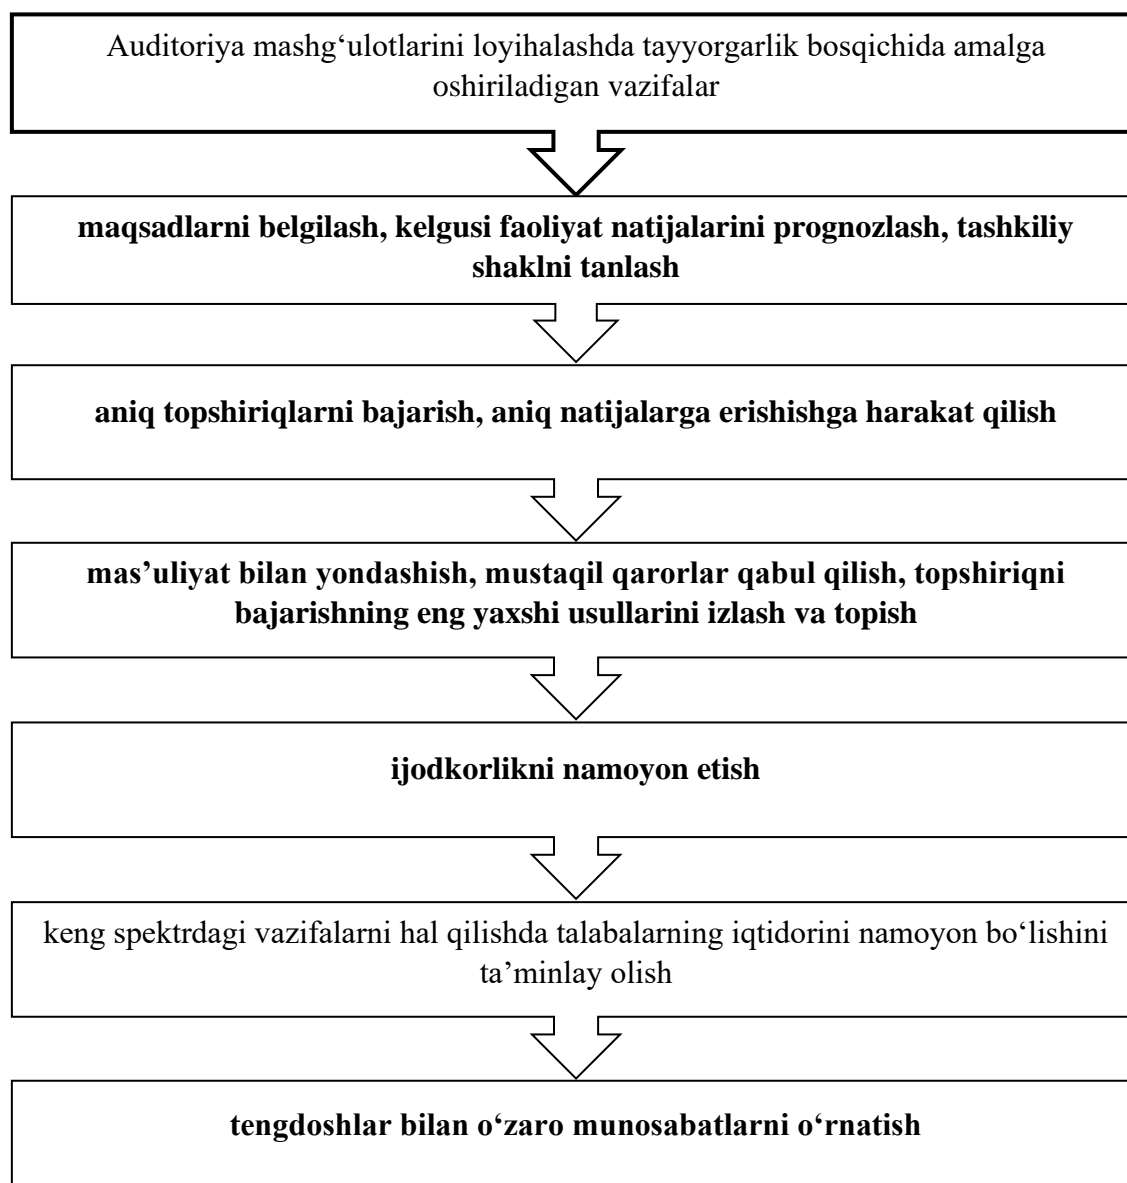 Auditoriya mashg‘ulotlarini loyihalashda tayyorgarlik bosqichida amalga
oshiriladigan vazifalar
maqsadlarni belgilash, kelgusi faoliyat natijalarini prognozlash, tashkiliy
shaklni tanlash
aniq topshiriqlarni bajarish, aniq natijalarga erishishga harakat qilish
mas’uliyat bilan yondashish, mustaqil qarorlar qabul qilish, topshiriqni
bajarishning eng yaxshi usullarini izlash va topish
ijodkorlikni namoyon etish
keng spektrdagi vazifalarni hal qilishda talabalarning iqtidorini namoyon bo‘lishini
ta’minlay olish
tengdoshlar bilan o‘zaro munosabatlarni o‘rnatish